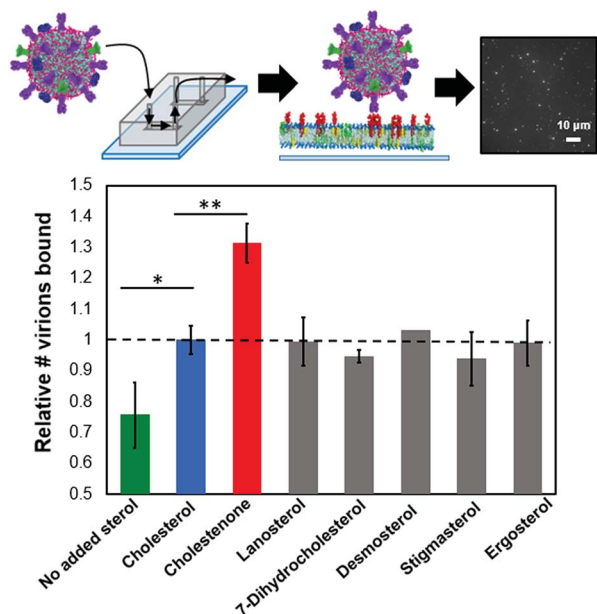 10 µm
1.5
1.4
1.3
1.2
1.1
1
0.9
0.8
0.7
0.6
0.5
Relative # virions bound
*
**
No added sterol
Cholesterol
Cholestenone
Lanosterol
7-Dihydrocholesterol
Desmosterol
Stigmasterol
Ergosterol